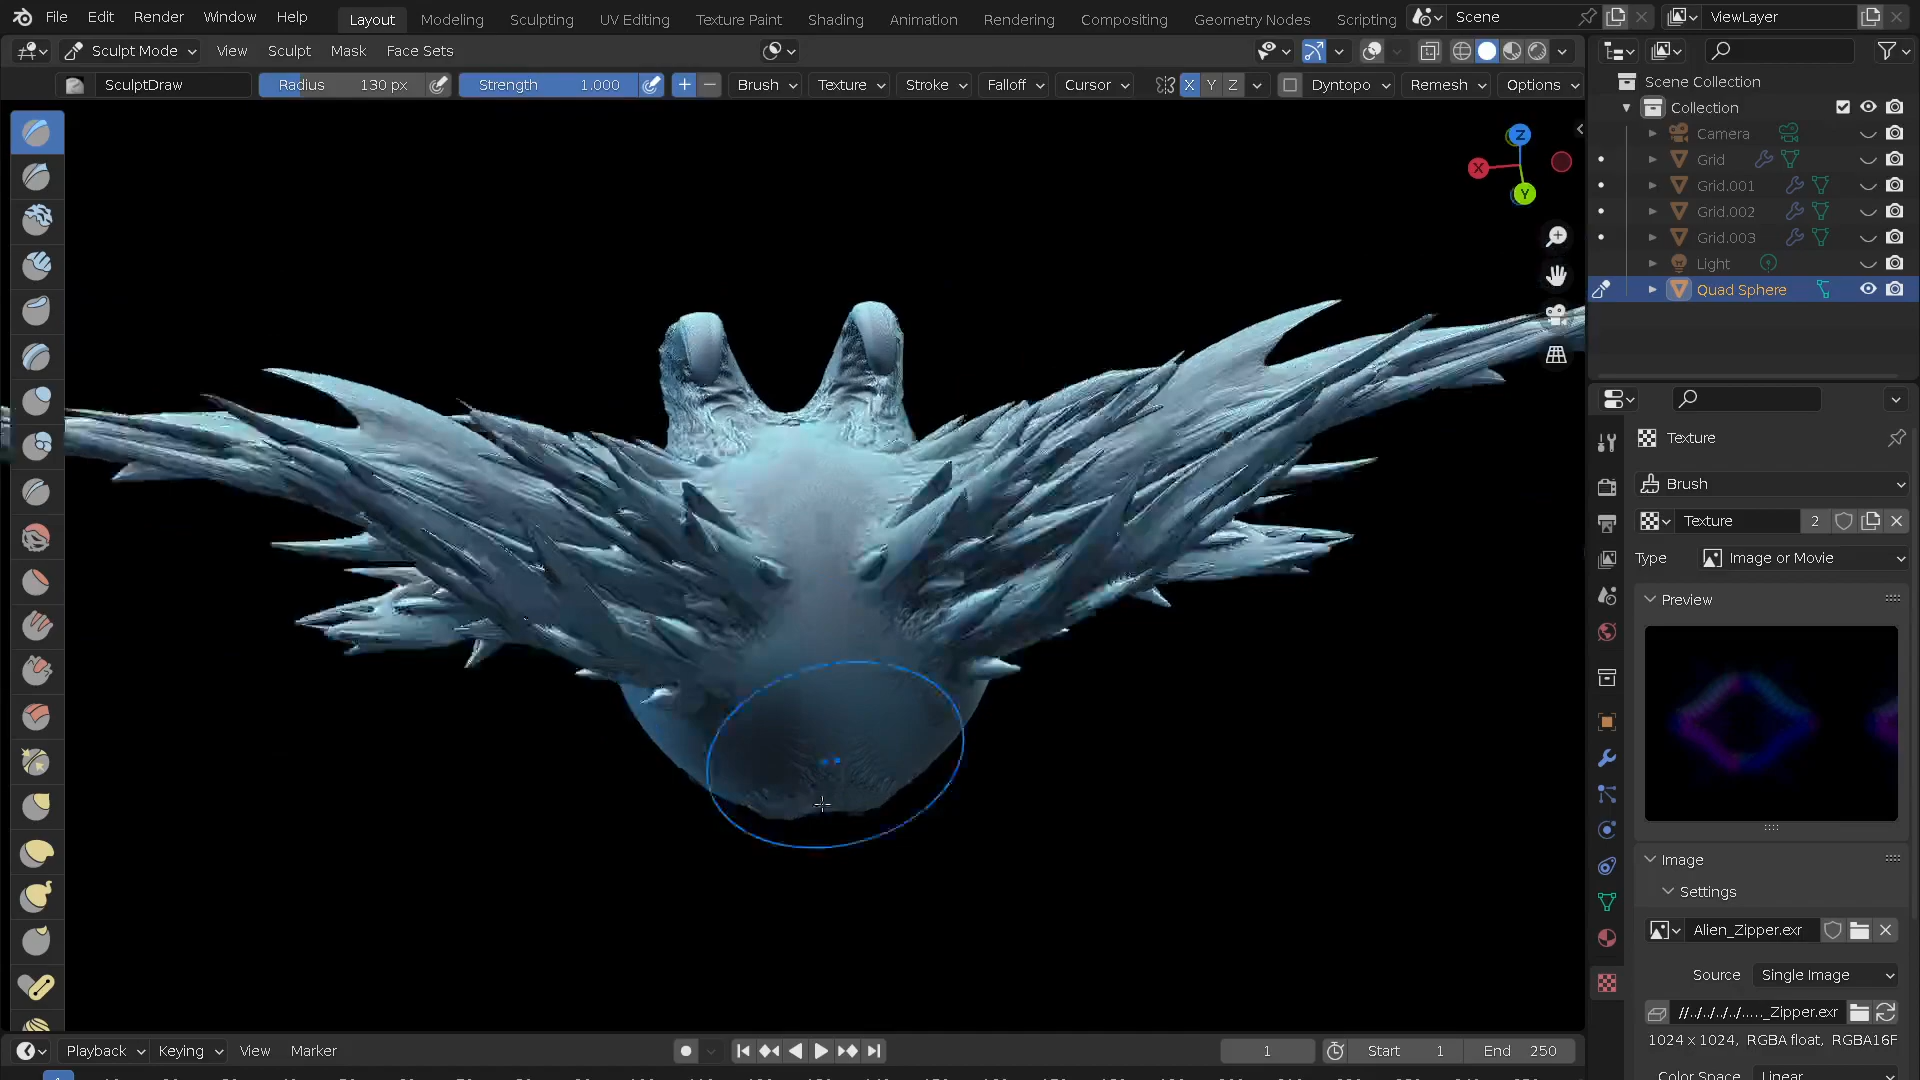 File Edit Render Window Help Layout Modeling Sculpting UV Editing Texture Paint Shading Animation Rendering Compositing Geometry Nodes Scripting Scene ViewLayer
Sculpt Mode View Sculpt Mask Face Sets
SculptDraw Radius 130 px Strength 1.000 Brush Texture Stroke Falloff Cursor X Y Z Dyntopo Remesh Options
Scene Collection
Collection
Camera
Grid
Grid.001
Grid.002
Grid.003
Light
Quad Sphere
Z
X
Y
Texture
Brush
Texture 2
Type Image or Movie
Preview
Image
Settings
Alien_Zipper.exr
Source Single Image
//../../../../....._Zipper.exr
1024 x 1024, RGBA float, RGBA16F
Color Space Linear
Playback Keying View Marker 1 Start 1 End 250